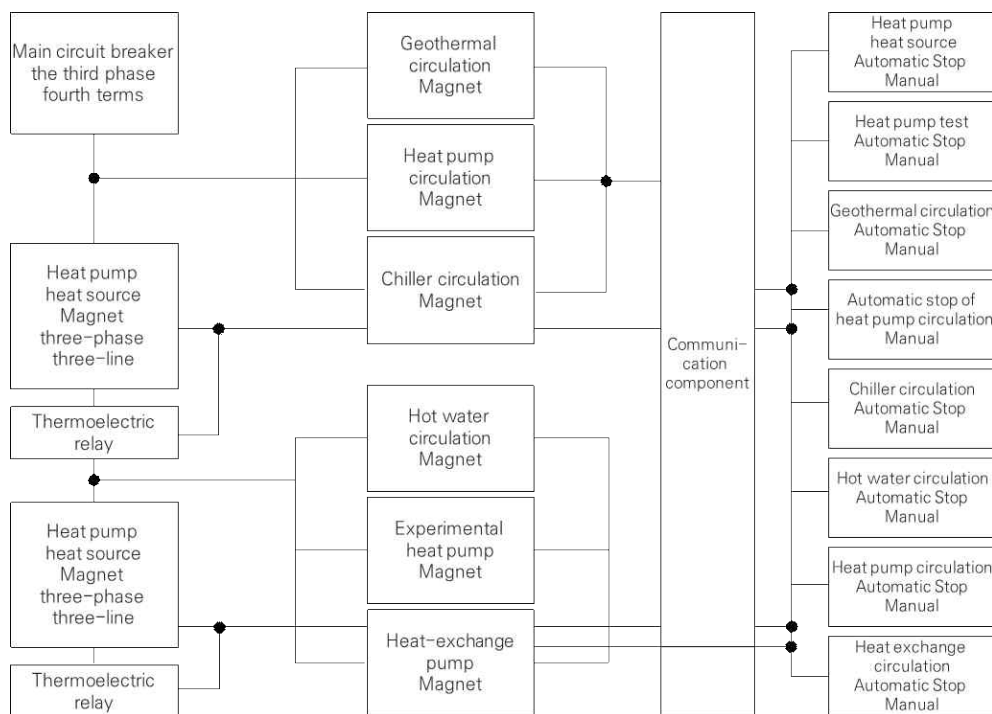 Main circuit breaker
the third phase
fourth terms
Heat pump
heat source
Magnet
three-phase
three-line
Thermoelectric
relay
Heat pump
heat source
Magnet
three-phase
three-line
Thermoelectric
relay
Geothermal
circulation
Magnet
Heat pump
circulation
Magnet
Chiller circulation
Magnet
Hot water
circulation
Magnet
Experimental
heat pump
Magnet
Heat-exchange
pump
Magnet
Communi-
cation
component
Heat pump
heat source
Automatic Stop
Manual
Heat pump test
Automatic Stop
Manual
Geothermal circulation
Automatic Stop
Manual
Automatic stop of
heat pump circulation
Manual
Chiller circulation
Automatic Stop
Manual
Hot water circulation
Automatic Stop
Manual
Heat pump circulation
Automatic Stop
Manual
Heat exchange
circulation
Automatic Stop
Manual